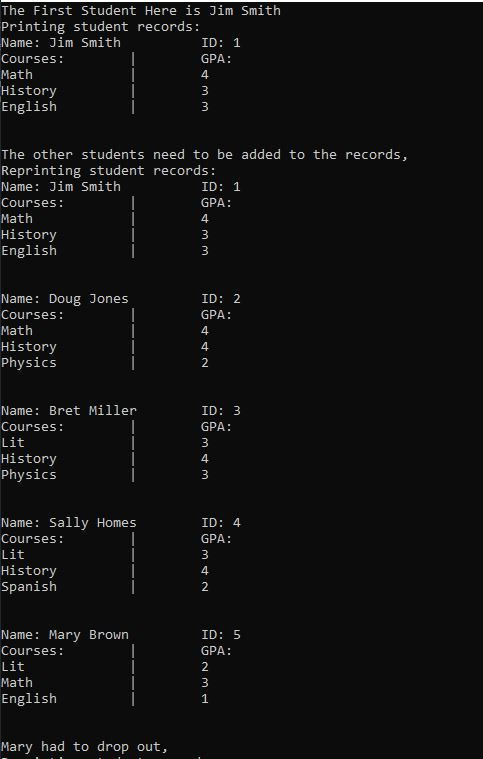 The First Student Here is Jim Smith
Printing student records:
Name: Jim Smith ID: 1
Courses: | GPA:
Math | 4
History | 3
English | 3
The other students need to be added to the records,
Reprinting student records:
Name: Jim Smith ID: 1
Courses: | GPA:
Math | 4
History | 3
English | 3
Name: Doug Jones ID: 2
Courses: | GPA:
Math | 4
History | 4
Physics | 2
Name: Bret Miller ID: 3
Courses: | GPA:
Lit | 3
History | 4
Physics | 3
Name: Sally Homes ID: 4
Courses: | GPA:
Lit | 3
History | 4
Spanish | 2
Name: Mary Brown ID: 5
Courses: | GPA:
Lit | 2
Math | 3
English | 1
Mary had to drop out,